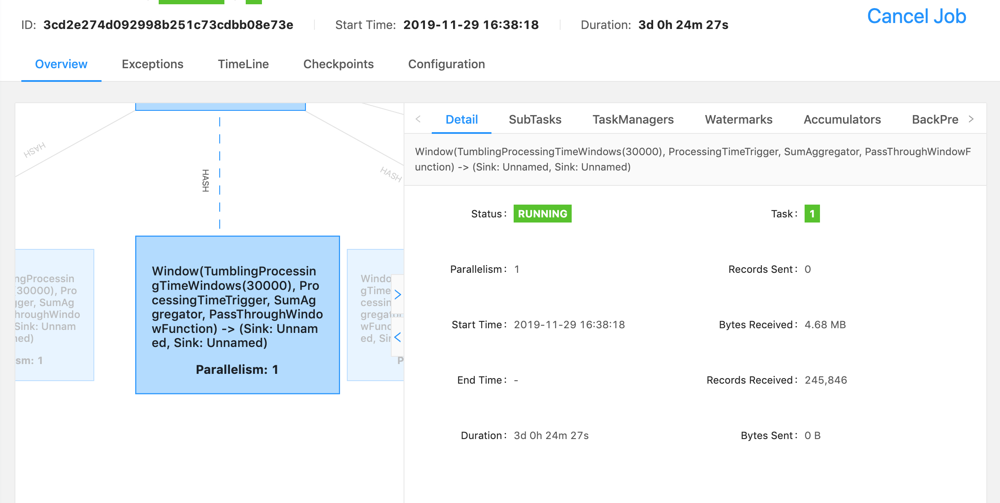 ID: 3cd2e274d092998b251c73cdbb08e73e Start Time: 2019-11-29 16:38:18 Duration: 3d 0h 24m 27s Cancel Job
Overview Exceptions TimeLine Checkpoints Configuration
HASH
HASH
HASH
ngProcessin
(30000), Pro
gger, SumAg
hroughWindo
Sink: Unnam
ned)
sm: 1
Window(TumblingProcessin
gTimeWindows(30000), Pro
cessingTimeTrigger, SumAg
gregator, PassThroughWindo
wFunction) -> (Sink: Unnam
ed, Sink: Unnamed)
Parallelism: 1
Windo
gTime
cessin
gregator
wFunc
ed, Sin
P
Detail SubTasks TaskManagers Watermarks Accumulators BackPre
Window(TumblingProcessingTimeWindows(30000), ProcessingTimeTrigger, SumAggregator, PassThroughWindowF
unction) -> (Sink: Unnamed, Sink: Unnamed)
Status: RUNNING Task: 1
Parallelism: 1 Records Sent: 0
Start Time: 2019-11-29 16:38:18 Bytes Received: 4.68 MB
End Time: - Records Received: 245,846
Duration: 3d 0h 24m 27s Bytes Sent: 0 B